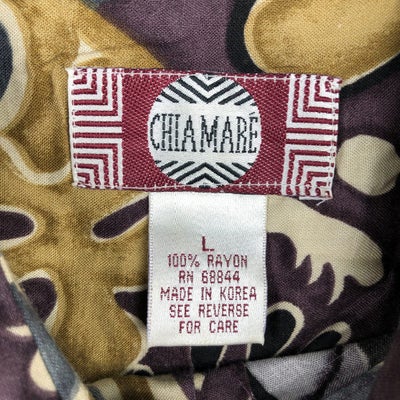 CHIAMARÉ
L
100% RAYON
RN 68844
MADE IN KOREA
SEE REVERSE
FOR CARE